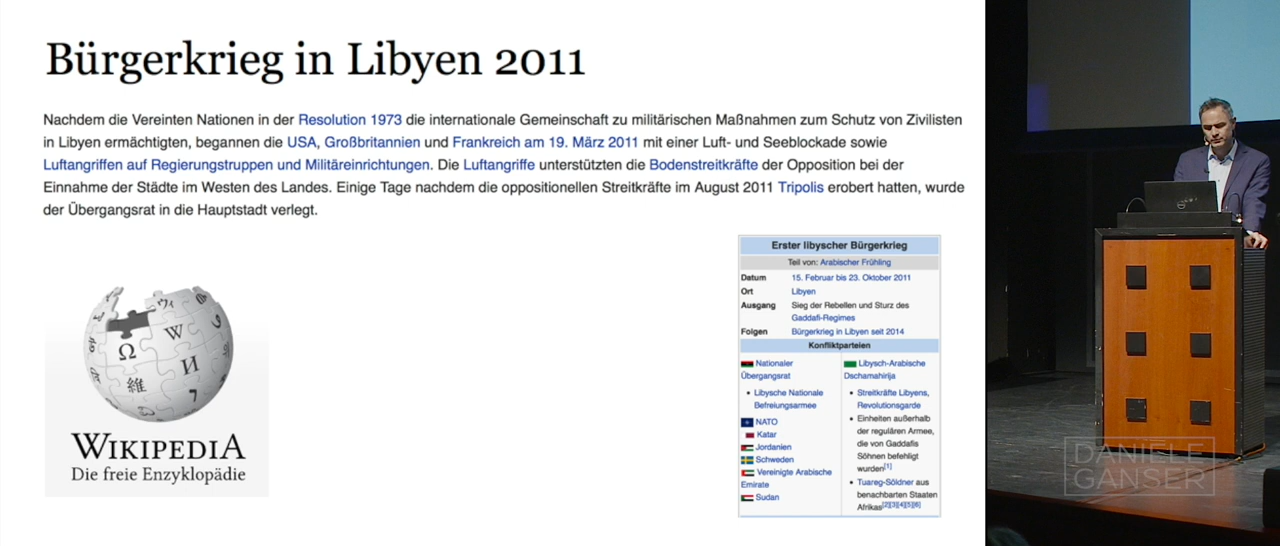 Bürgerkrieg in Libyen 2011
Nachdem die Vereinten Nationen in der Resolution 1973 die internationale Gemeinschaft zu militärischen Maßnahmen zum Schutz von Zivilisten
in Libyen ermächtigten, begannen die USA, Großbritannien und Frankreich am 19. März 2011 mit einer Luft- und Seeblockade sowie
Luftangriffen auf Regierungstruppen und Militäreinrichtungen. Die Luftangriffe unterstützten die Bodenstreitkräfte der Opposition bei der
Einnahme der Städte im Westen des Landes. Einige Tage nachdem die oppositionellen Streitkräfte im August 2011 Tripolis erobert hatten, wurde
der Übergangsrat in die Hauptstadt verlegt.
Ω
W
И
維
7
WIKIPEDIA
Die freie Enzyklopädie
Erster libyscher Bürgerkrieg
Teil von: Arabischer Frühling
Datum 15. Februar bis 23. Oktober 2011
Ort Libyen
Ausgang Sieg der Rebellen und Sturz des
Gaddafi-Regimes
Folgen Bürgerkrieg in Libyen seit 2014
Konfliktparteien
Nationaler
Übergangsrat
• Libysche Nationale
Befreiungsarmee
NATO
Katar
Jordanien
Schweden
Vereinigte Arabische
Emirate
Sudan
Libysch-Arabische
Dschamahirija
• Streitkräfte Libyens,
Revolutionsgarde
• Einheiten außerhalb
der regulären Armee,
die von Gaddafis
Söhnen befehligt
wurden[1]
• Tuareg-Söldner aus
benachbarten Staaten
Afrikas[2][3][4][5][6]
DANIELE
GANSER